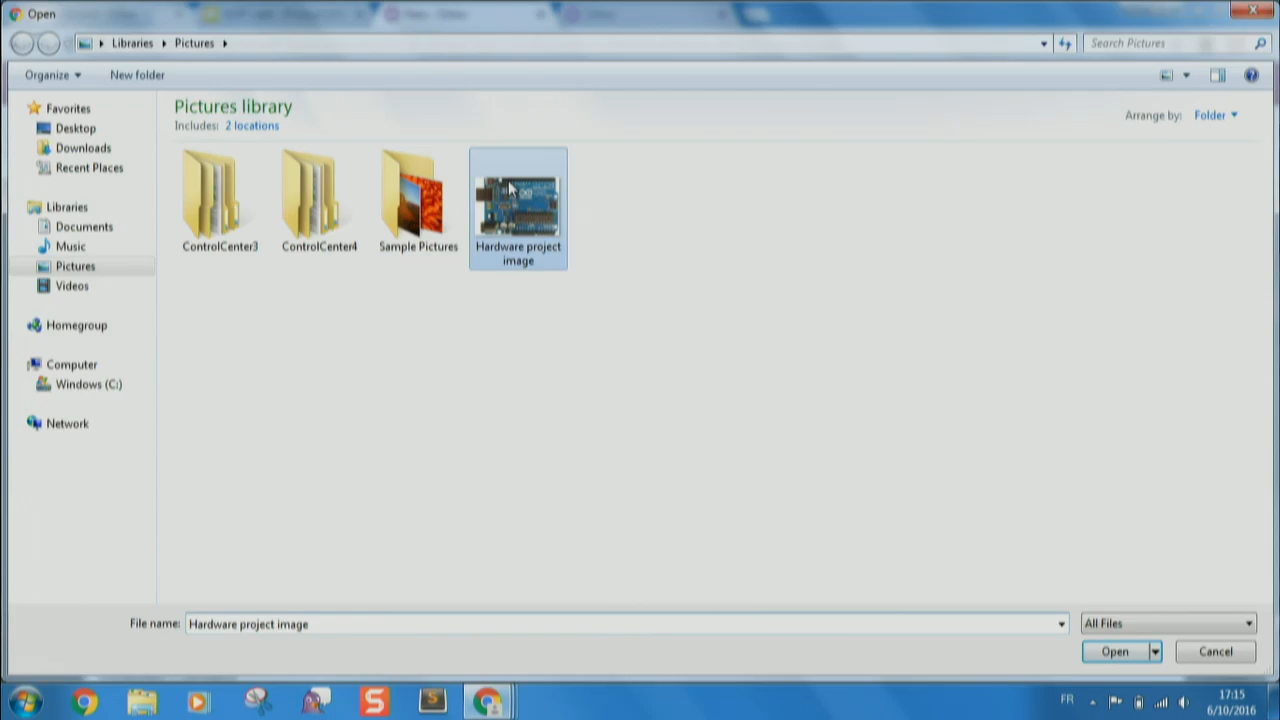 Open
Libraries
Pictures
Search Pictures
Organize
New folder
Pictures library
Includes: 2 locations
Arrange by: Folder
Favorites
Desktop
Downloads
Recent Places
Libraries
Documents
Music
Pictures
Videos
Homegroup
Computer
Windows (C:)
Network
ControlCenter3
ControlCenter4
Sample Pictures
Hardware project
image
File name: Hardware project image
All Files
Open
Cancel
FR
17:15
6/10/2016